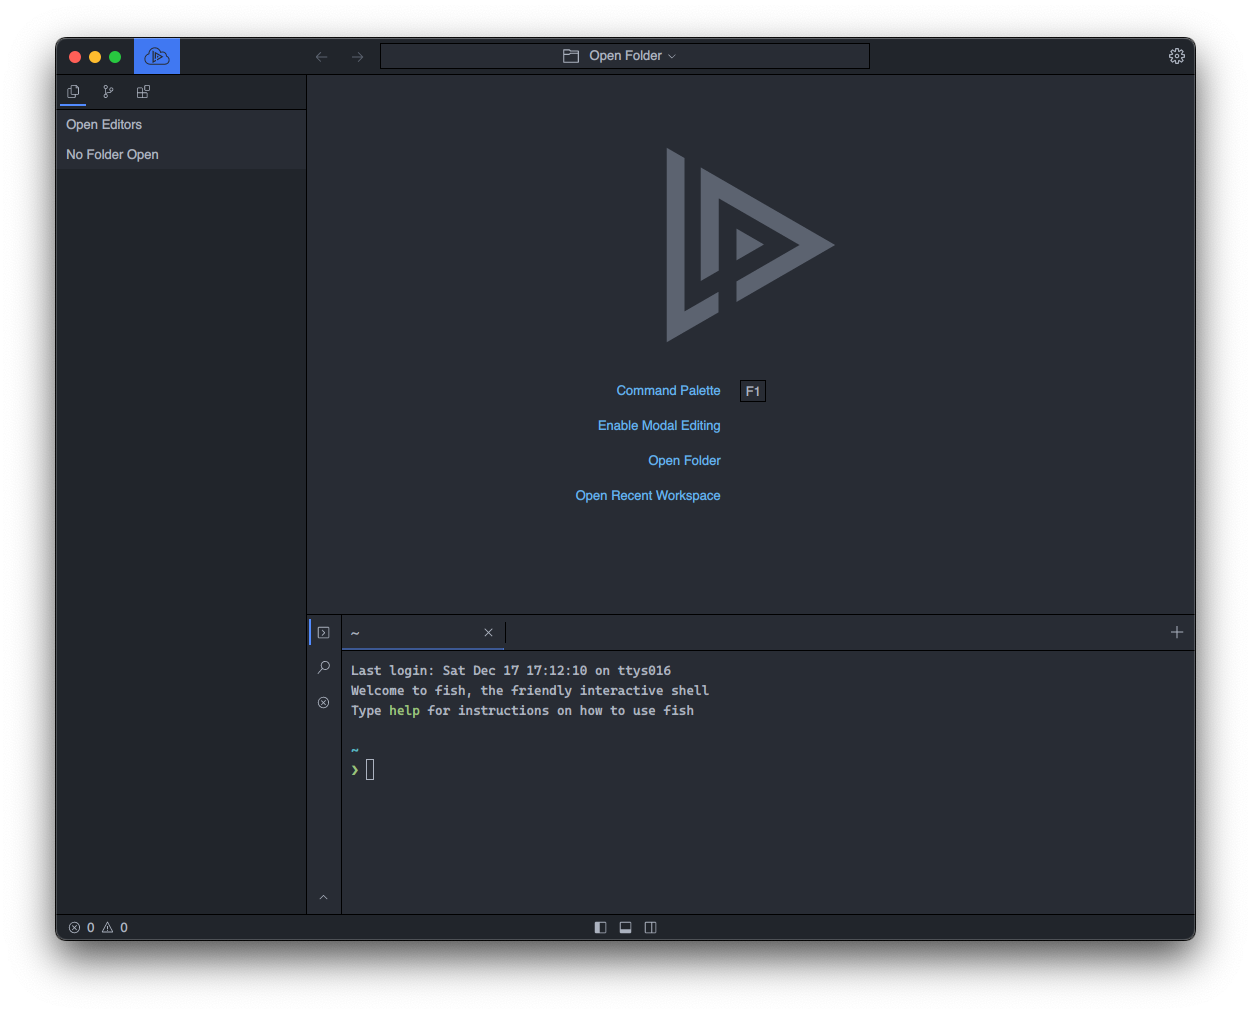 Open Folder
Open Editors
No Folder Open
Command Palette F1
Enable Modal Editing
Open Folder
Open Recent Workspace
~
Last login: Sat Dec 17 17:12:10 on ttys016
Welcome to fish, the friendly interactive shell
Type help for instructions on how to use fish
~
❯
0 0